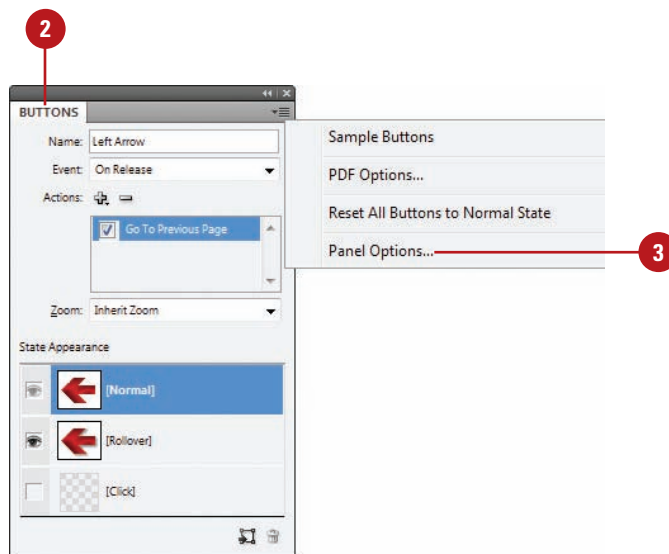 2
BUTTONS
Name: Left Arrow
Event: On Release
Actions:
Go To Previous Page
Zoom: Inherit Zoom
State Appearance
[Normal]
[Rollover]
[Click]
Sample Buttons
PDF Options...
Reset All Buttons to Normal State
Panel Options...
3